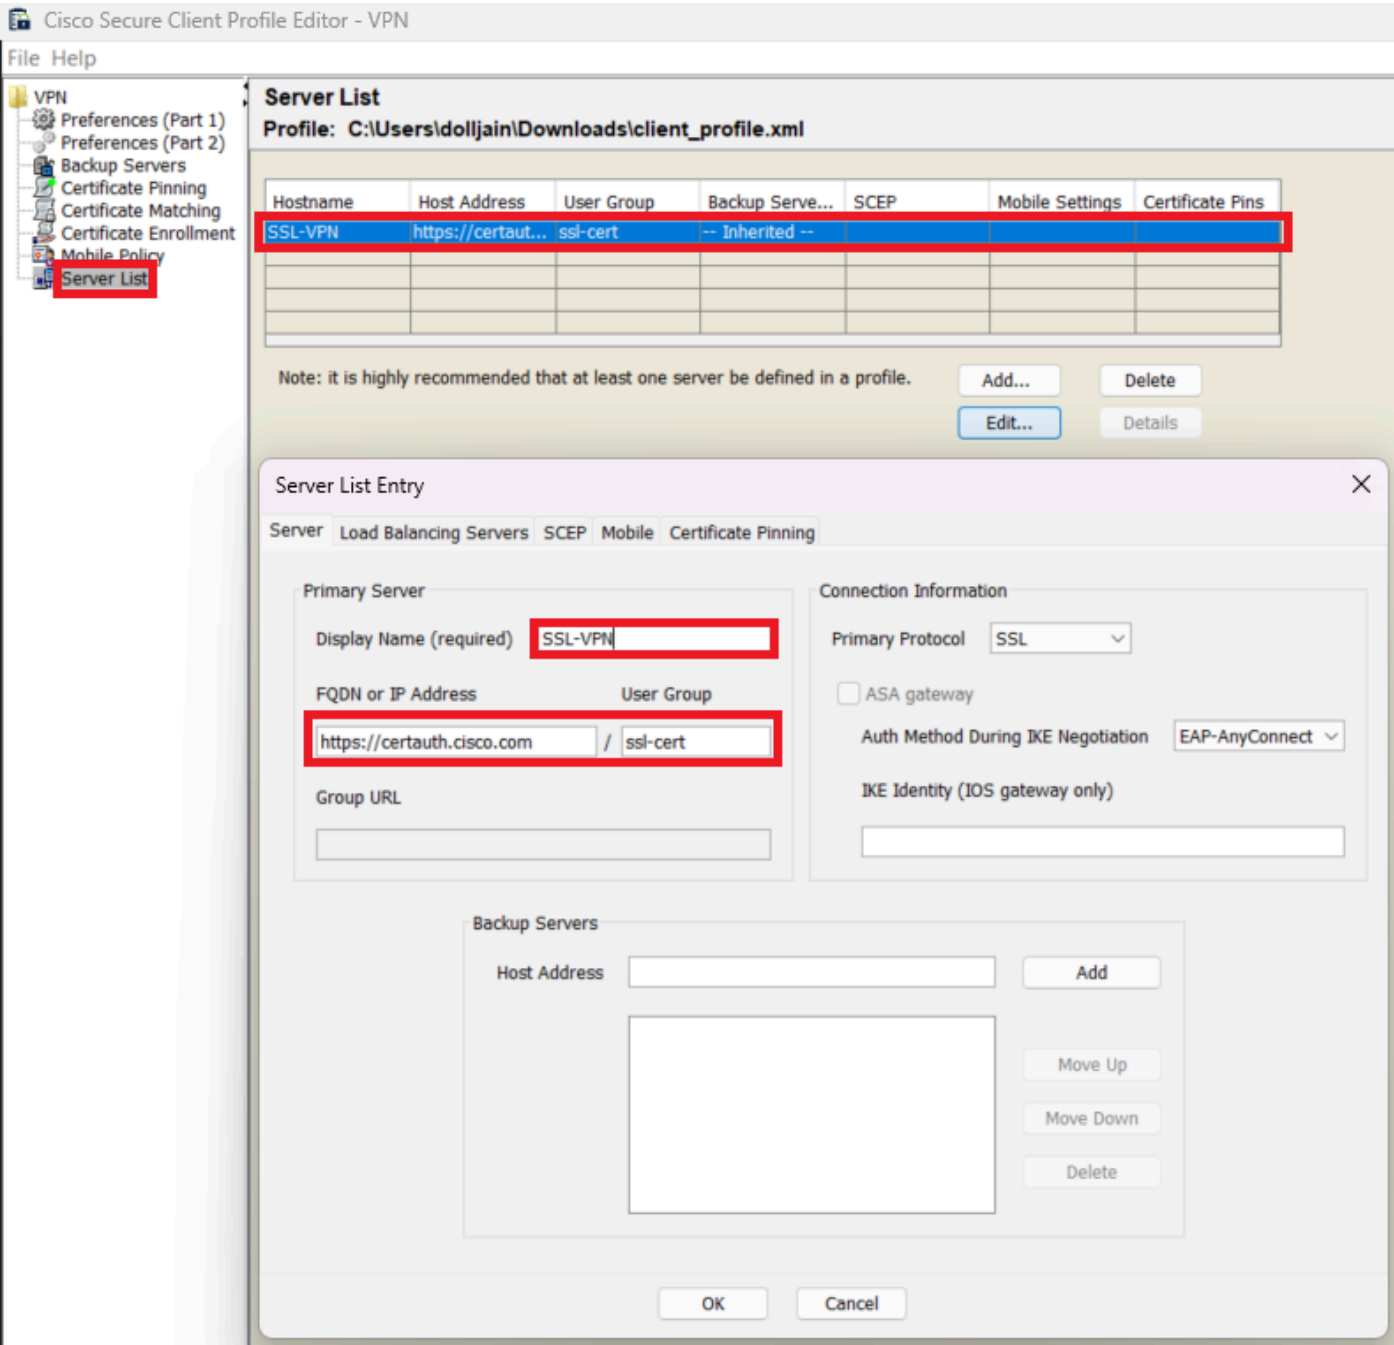 Cisco Secure Client Profile Editor - VPN
File Help
VPN
Preferences (Part 1)
Preferences (Part 2)
Backup Servers
Certificate Pinning
Certificate Matching
Certificate Enrollment
Mobile Policy
Server List
Server List
Profile: C:\Users\dolljain\Downloads\client_profile.xml
Hostname Host Address User Group Backup Serve... SCEP Mobile Settings Certificate Pins
SSL-VPN https://certaut... ssl-cert -- Inherited --
Note: it is highly recommended that at least one server be defined in a profile.
Add... Delete
Edit... Details
Server List Entry
Server Load Balancing Servers SCEP Mobile Certificate Pinning
Primary Server
Display Name (required) SSL-VPN
FQDN or IP Address User Group
https://certauth.cisco.com / ssl-cert
Group URL
Connection Information
Primary Protocol SSL
ASA gateway
Auth Method During IKE Negotiation EAP-AnyConnect
IKE Identity (IOS gateway only)
Backup Servers
Host Address Add
Move Up
Move Down
Delete
OK Cancel